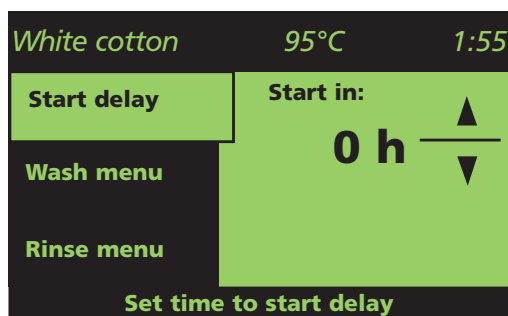 White cotton 95°C 1:55
Start delay
Start in:
0 h
Wash menu
Rinse menu
Set time to start delay